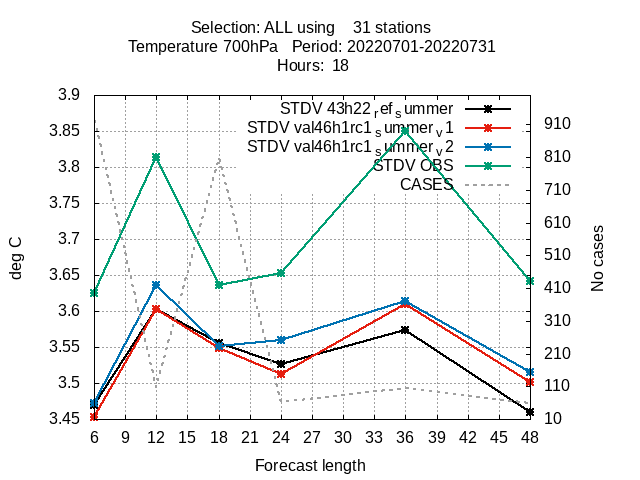 Selection: ALL using 31 stations
Temperature 700hPa Period: 20220701-20220731
Hours: 18
STDV 43h22_ref_summer
STDV val46h1rc1_summer_v1
STDV val46h1rc1_summer_v2
STDV OBS
CASES
3.9
3.85
3.8
3.75
3.7
3.65
3.6
3.55
3.5
3.45
deg C
910
810
710
610
510
410
310
210
110
10
No cases
6 9 12 15 18 21 24 27 30 33 36 39 42 45 48
Forecast length